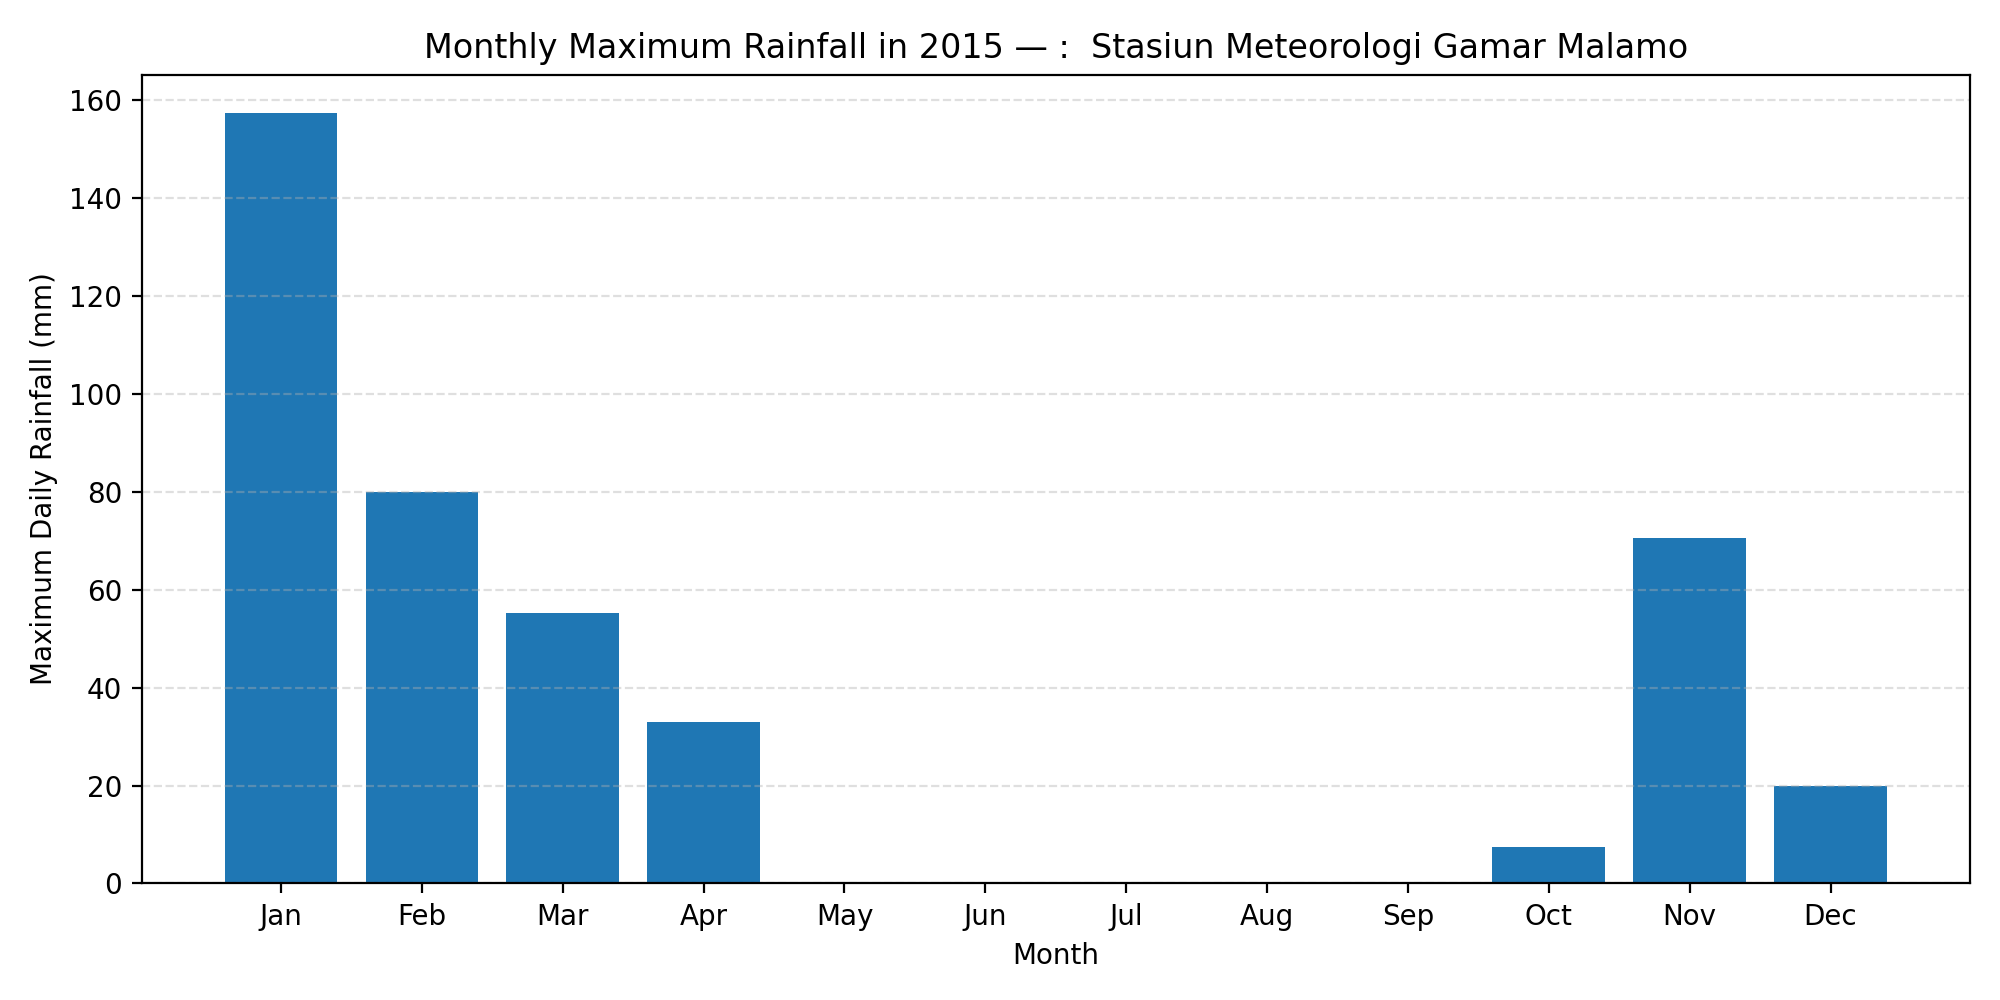 Monthly Maximum Rainfall in 2015 — :  Stasiun Meteorologi Gamar Malamo
Maximum Daily Rainfall (mm)
160
140
120
100
80
60
40
20
0
Jan Feb Mar Apr May Jun Jul Aug Sep Oct Nov Dec
Month